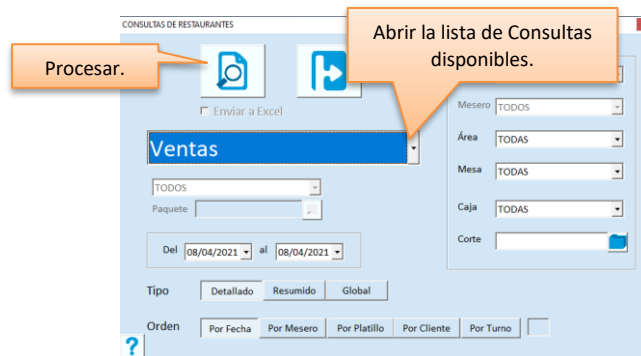 CONSULTAS DE RESTAURANTES
Abrir la lista de Consultas
disponibles.
Procesar.
Enviar a Excel
Ventas
TODOS
Paquete
Del 08/04/2021 al 08/04/2021
Tipo Detallado Resumido Global
Orden Por Fecha Por Mesero Por Platillo Por Cliente Por Turno
?
Mesero TODOS
Área TODAS
Mesa TODAS
Caja TODAS
Corte